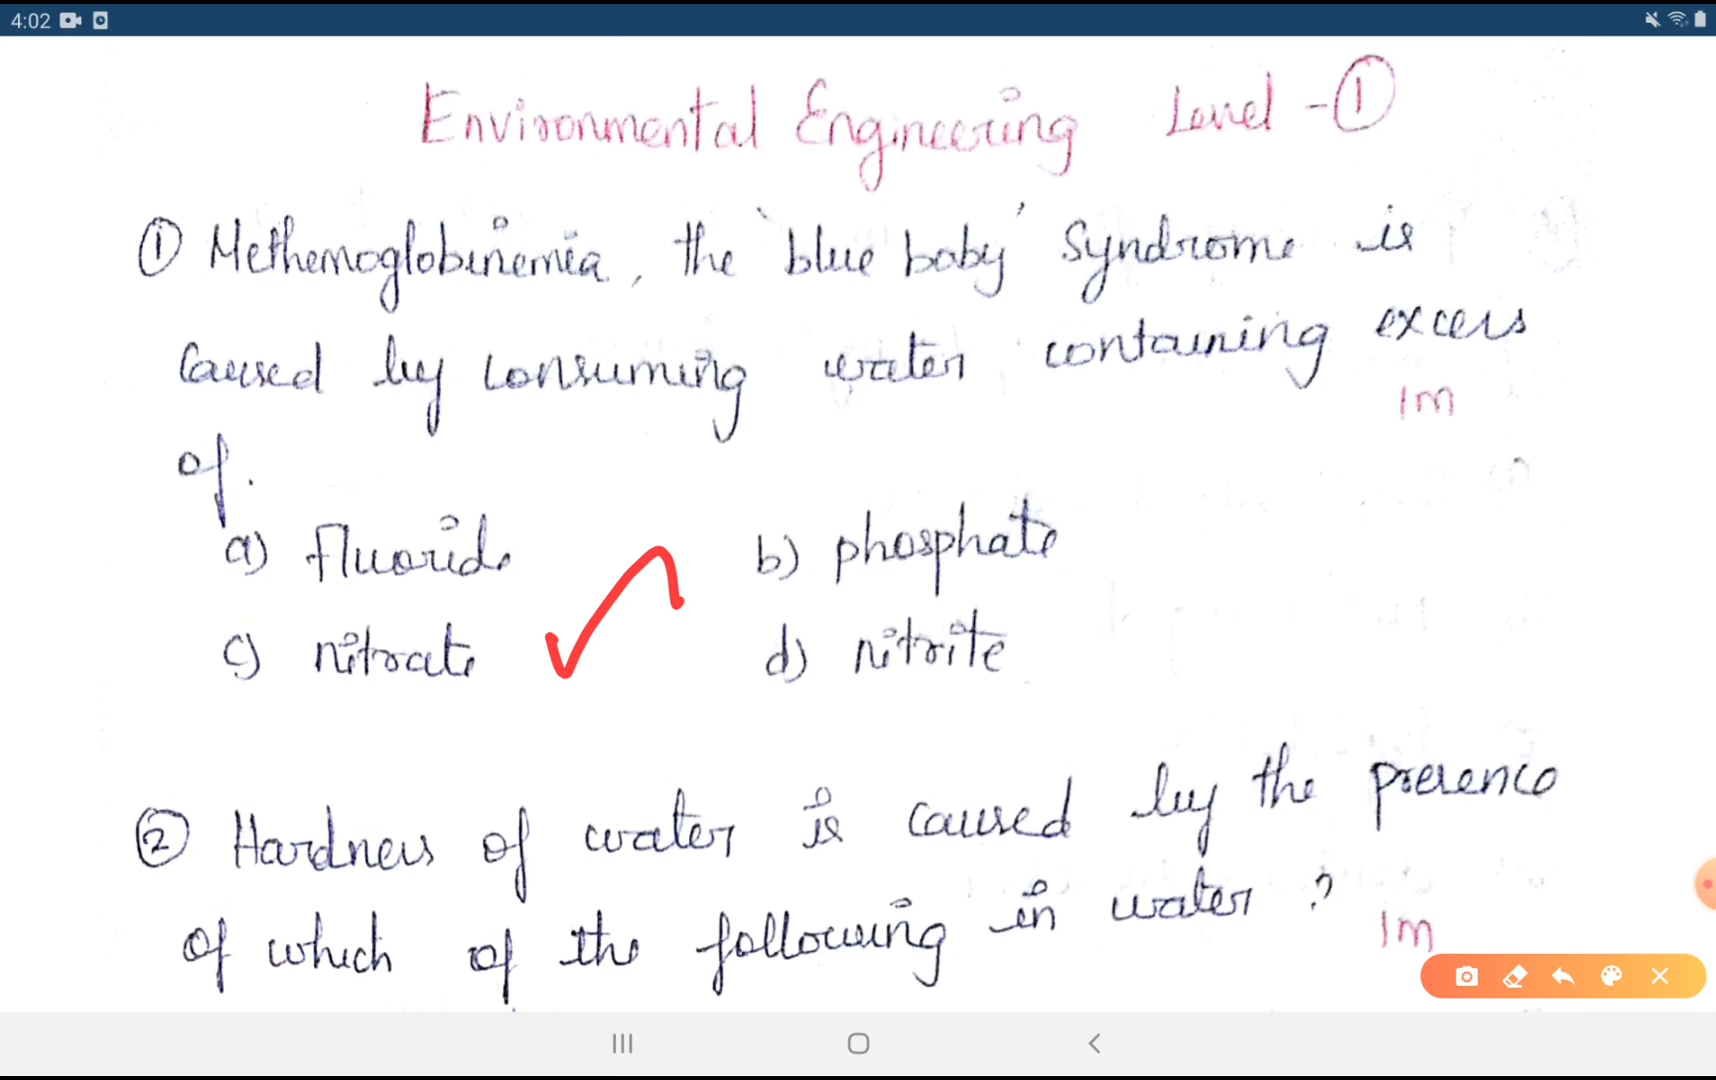 4:02
Environmental Engineering Level - ①
① Methemoglobinemia, the 'blue baby' syndrome is
caused by consuming water containing excess
1m
of.
a) fluoride b) phosphate
c) nitrate d) nitrite
② Hardness of water is caused by the presence
of which of the following in water ?
1m